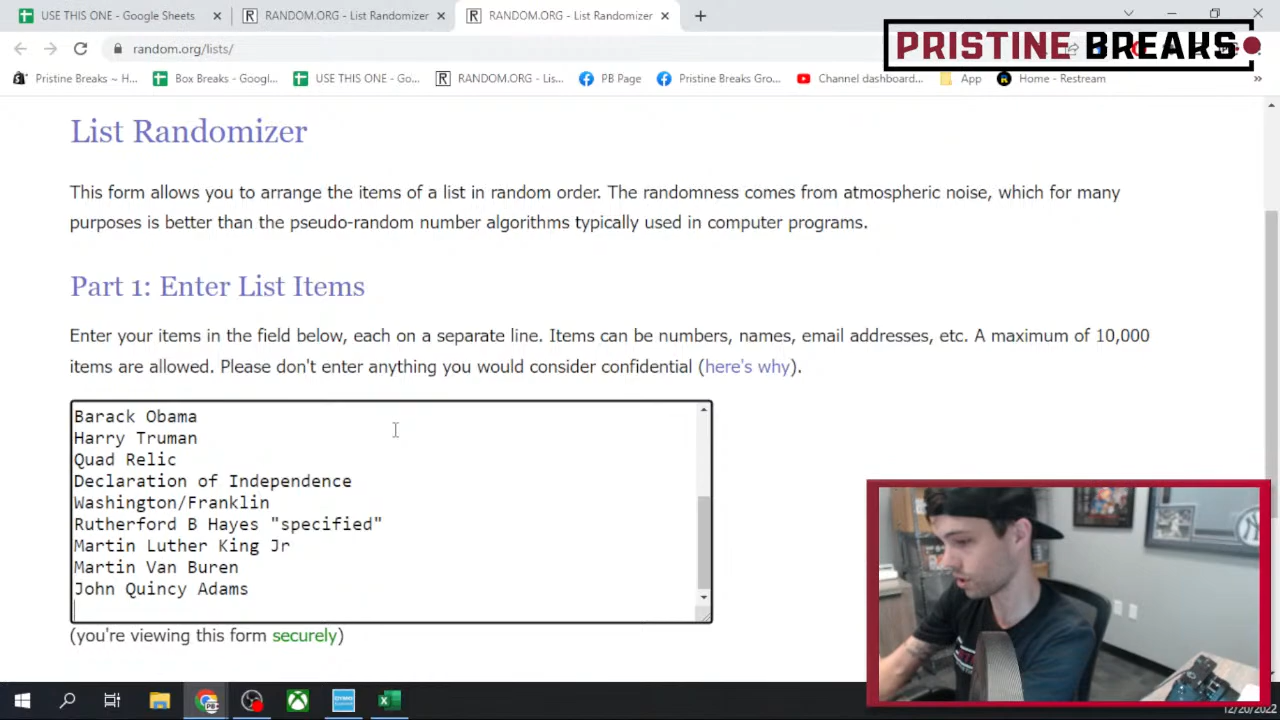 USE THIS ONE - Google Sheets
RANDOM.ORG - List Randomizer
RANDOM.ORG - List Randomizer
random.org/lists/
PRISTINE BREAKS
Pristine Breaks ~ H...
Box Breaks - Googl...
USE THIS ONE - Go...
RANDOM.ORG - Lis...
PB Page
Pristine Breaks Gro...
Channel dashboard...
App
Home - Restream
List Randomizer
This form allows you to arrange the items of a list in random order. The randomness comes from atmospheric noise, which for many
purposes is better than the pseudo-random number algorithms typically used in computer programs.
Part 1: Enter List Items
Enter your items in the field below, each on a separate line. Items can be numbers, names, email addresses, etc. A maximum of 10,000
items are allowed. Please don't enter anything you would consider confidential (here's why).
Barack Obama
Harry Truman
Quad Relic
Declaration of Independence
Washington/Franklin
Rutherford B Hayes "specified"
Martin Luther King Jr
Martin Van Buren
John Quincy Adams
(you're viewing this form securely)
12/20/2022